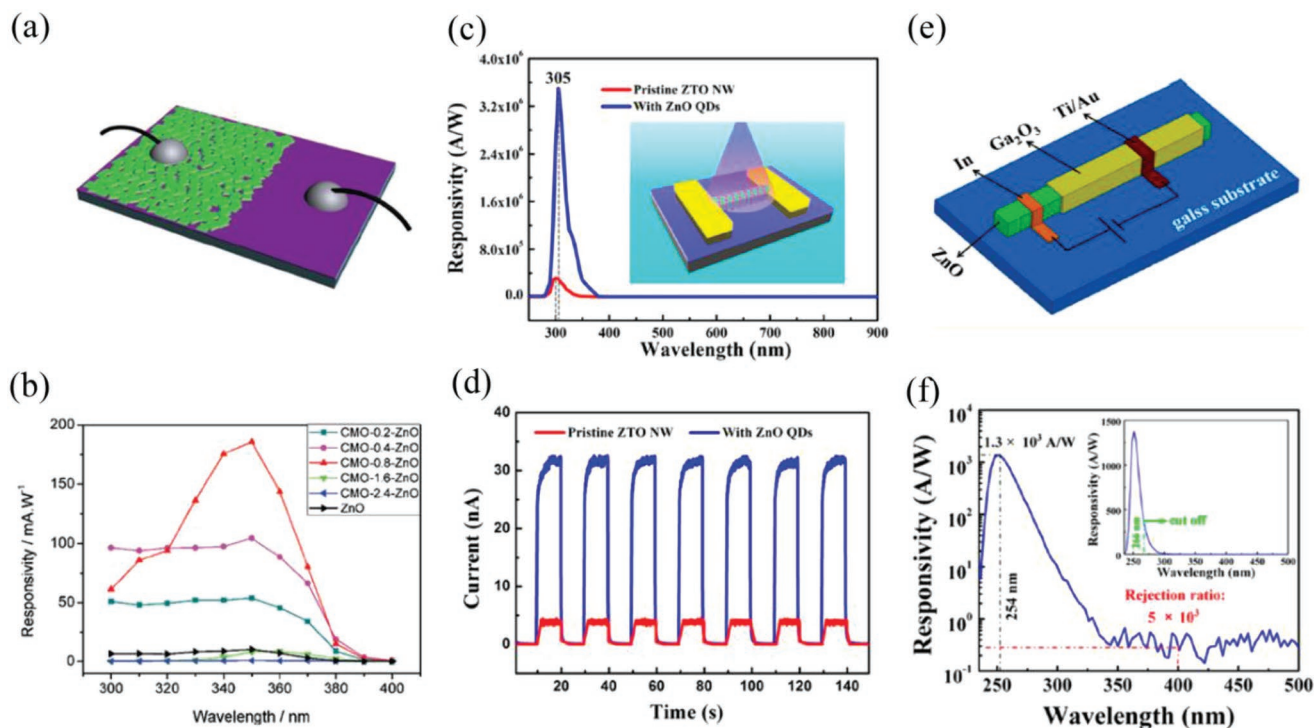 (a)
(c)
4.0x10⁶
3.2x10⁶
2.4x10⁶
1.6x10⁶
8.0x10⁵
0.0
Responsivity (A/W)
305
Pristine ZTO NW
With ZnO QDs
300 400 500 600 700 800 900
Wavelength (nm)
(e)
Ti/Au
Ga₂O₃
In
ZnO
galss substrate
(b)
200
150
100
50
0
Responsivity / mA.W⁻¹
CMO-0.2-ZnO
CMO-0.4-ZnO
CMO-0.8-ZnO
CMO-1.6-ZnO
CMO-2.4-ZnO
ZnO
300 320 340 360 380 400
Wavelength / nm
(d)
40
30
20
10
0
Current (nA)
Pristine ZTO NW
With ZnO QDs
20 40 60 80 100 120 140
Time (s)
(f)
10⁴
10³
10²
10¹
10⁰
10⁻¹
Responsivity (A/W)
1.3 × 10³ A/W
254 nm
1500
1000
500
0
Responsivity (A/W)
266 nm
cut off
250 300 350 400 450 500
Wavelength (nm)
Rejection ratio:
5 × 10³
250 300 350 400 450 500
Wavelength (nm)